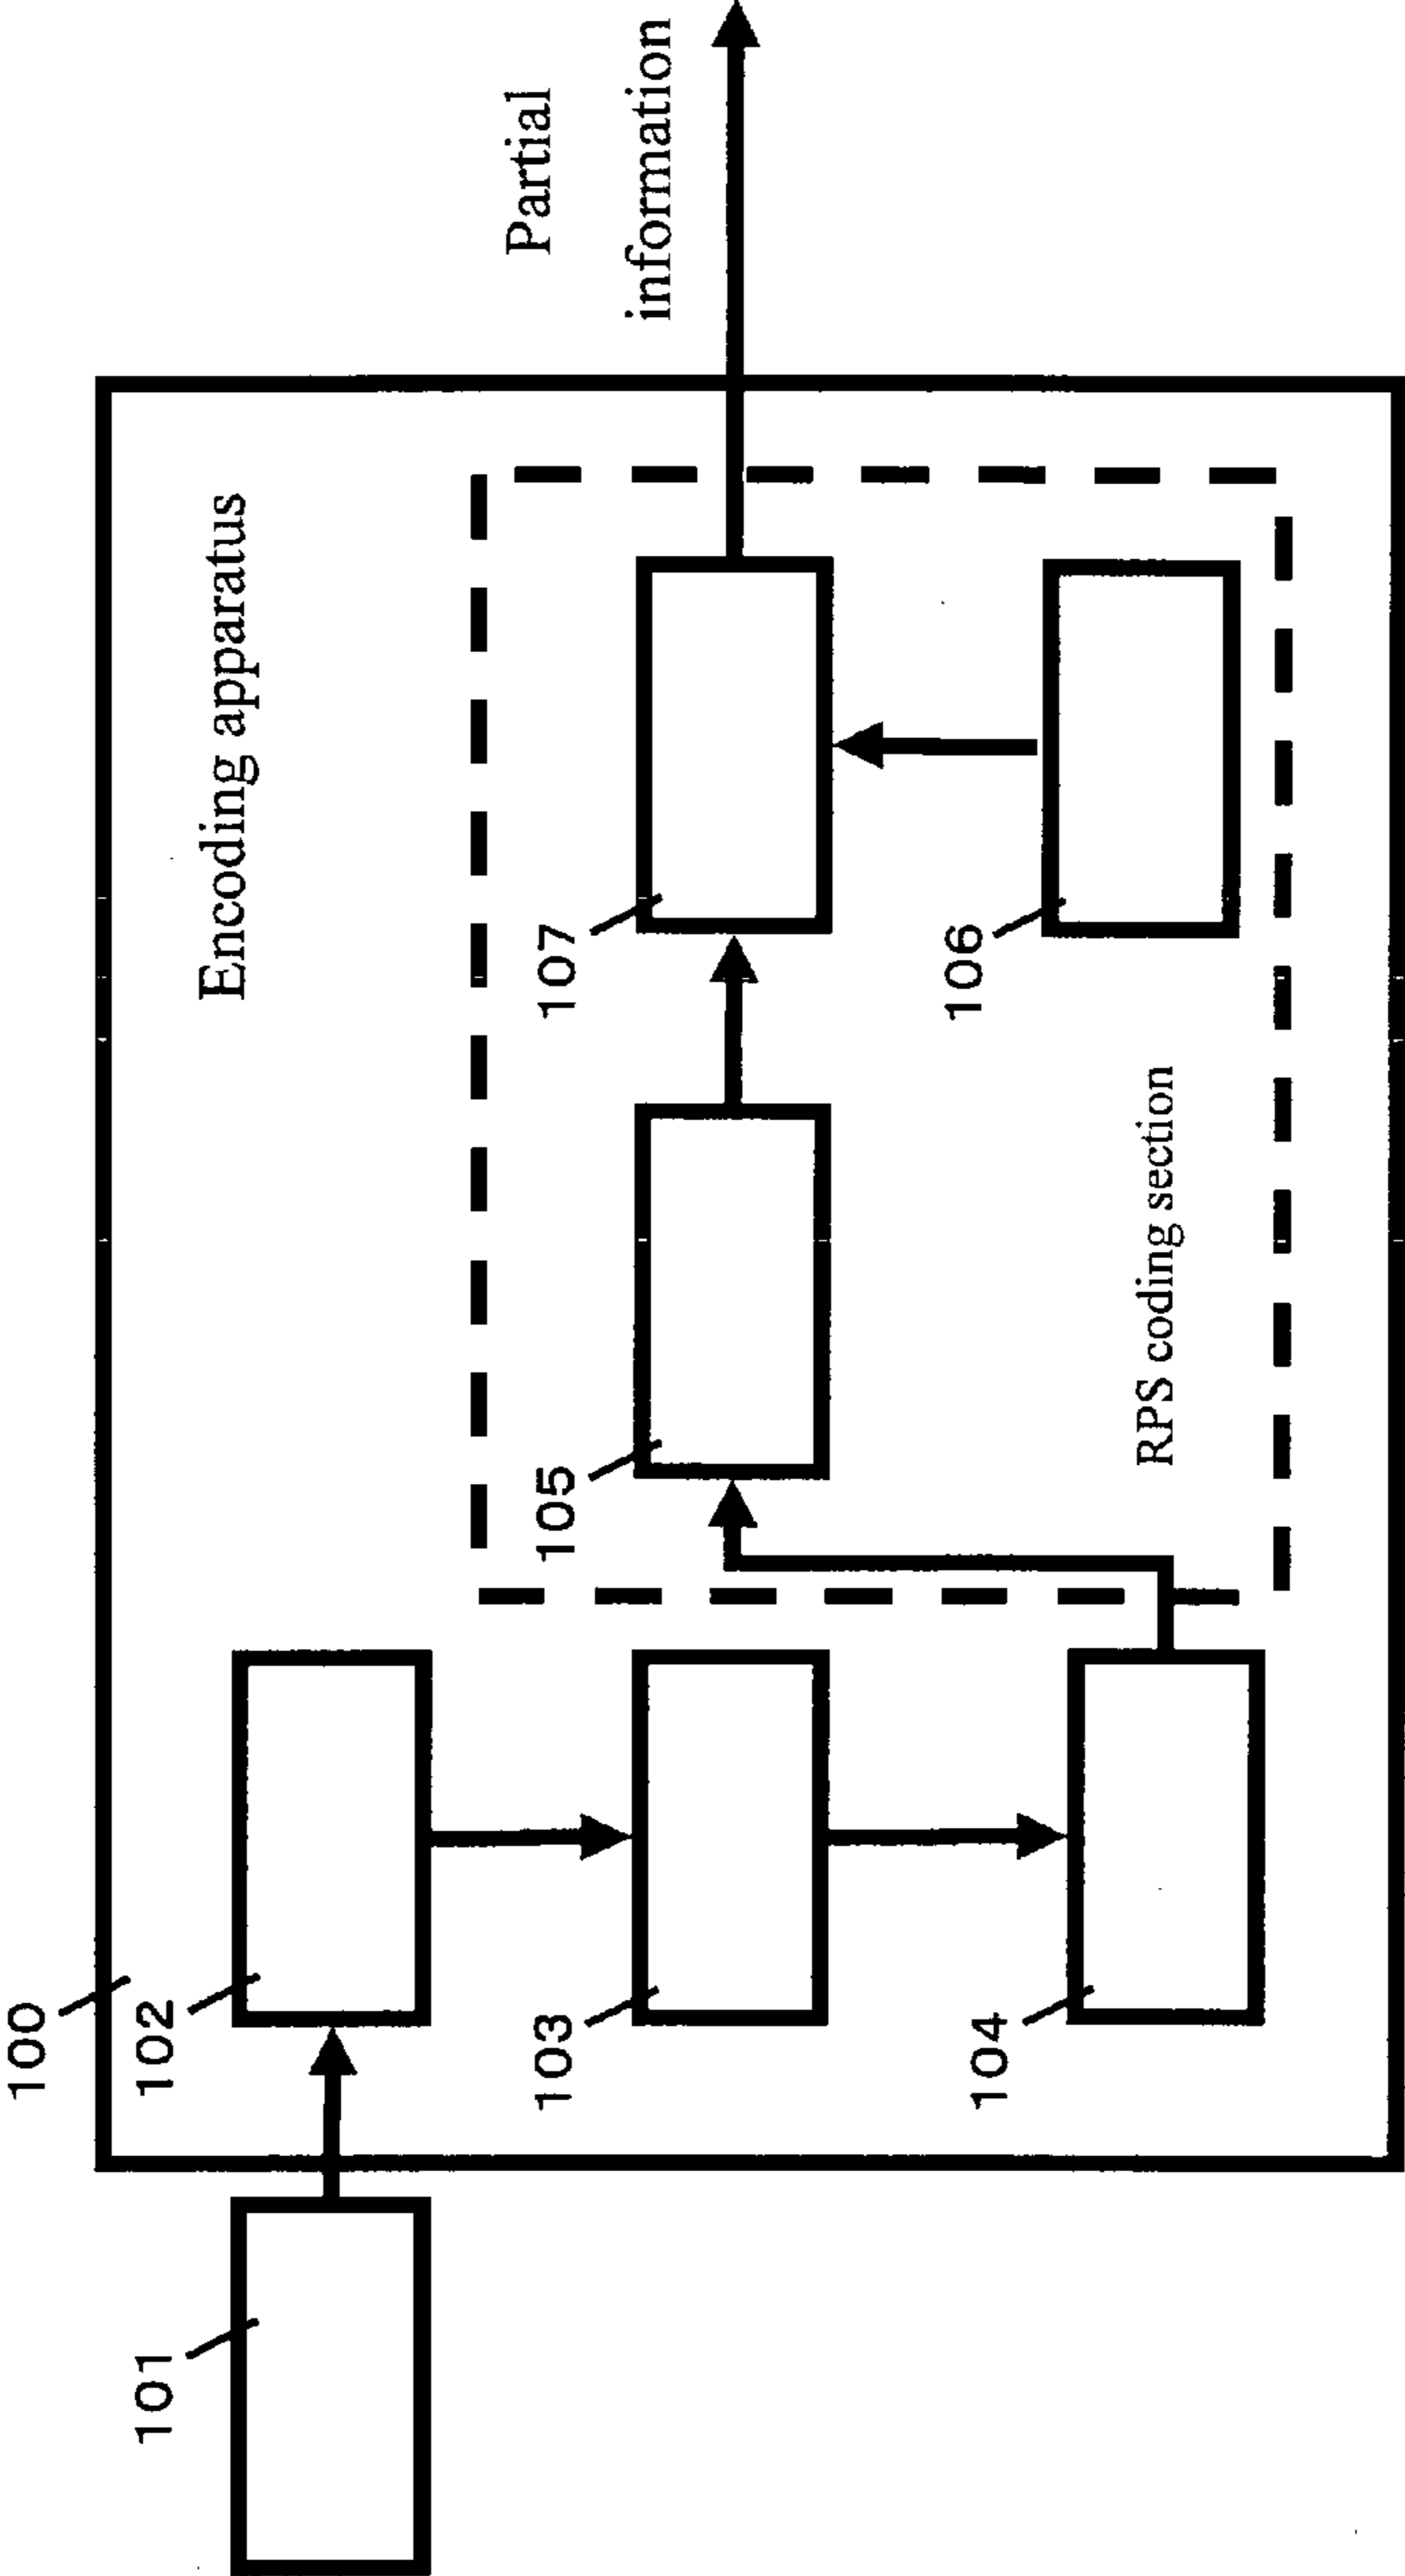 100
Encoding apparatus
101
102
103
104
105
107
106
RPS coding section
Partial
information